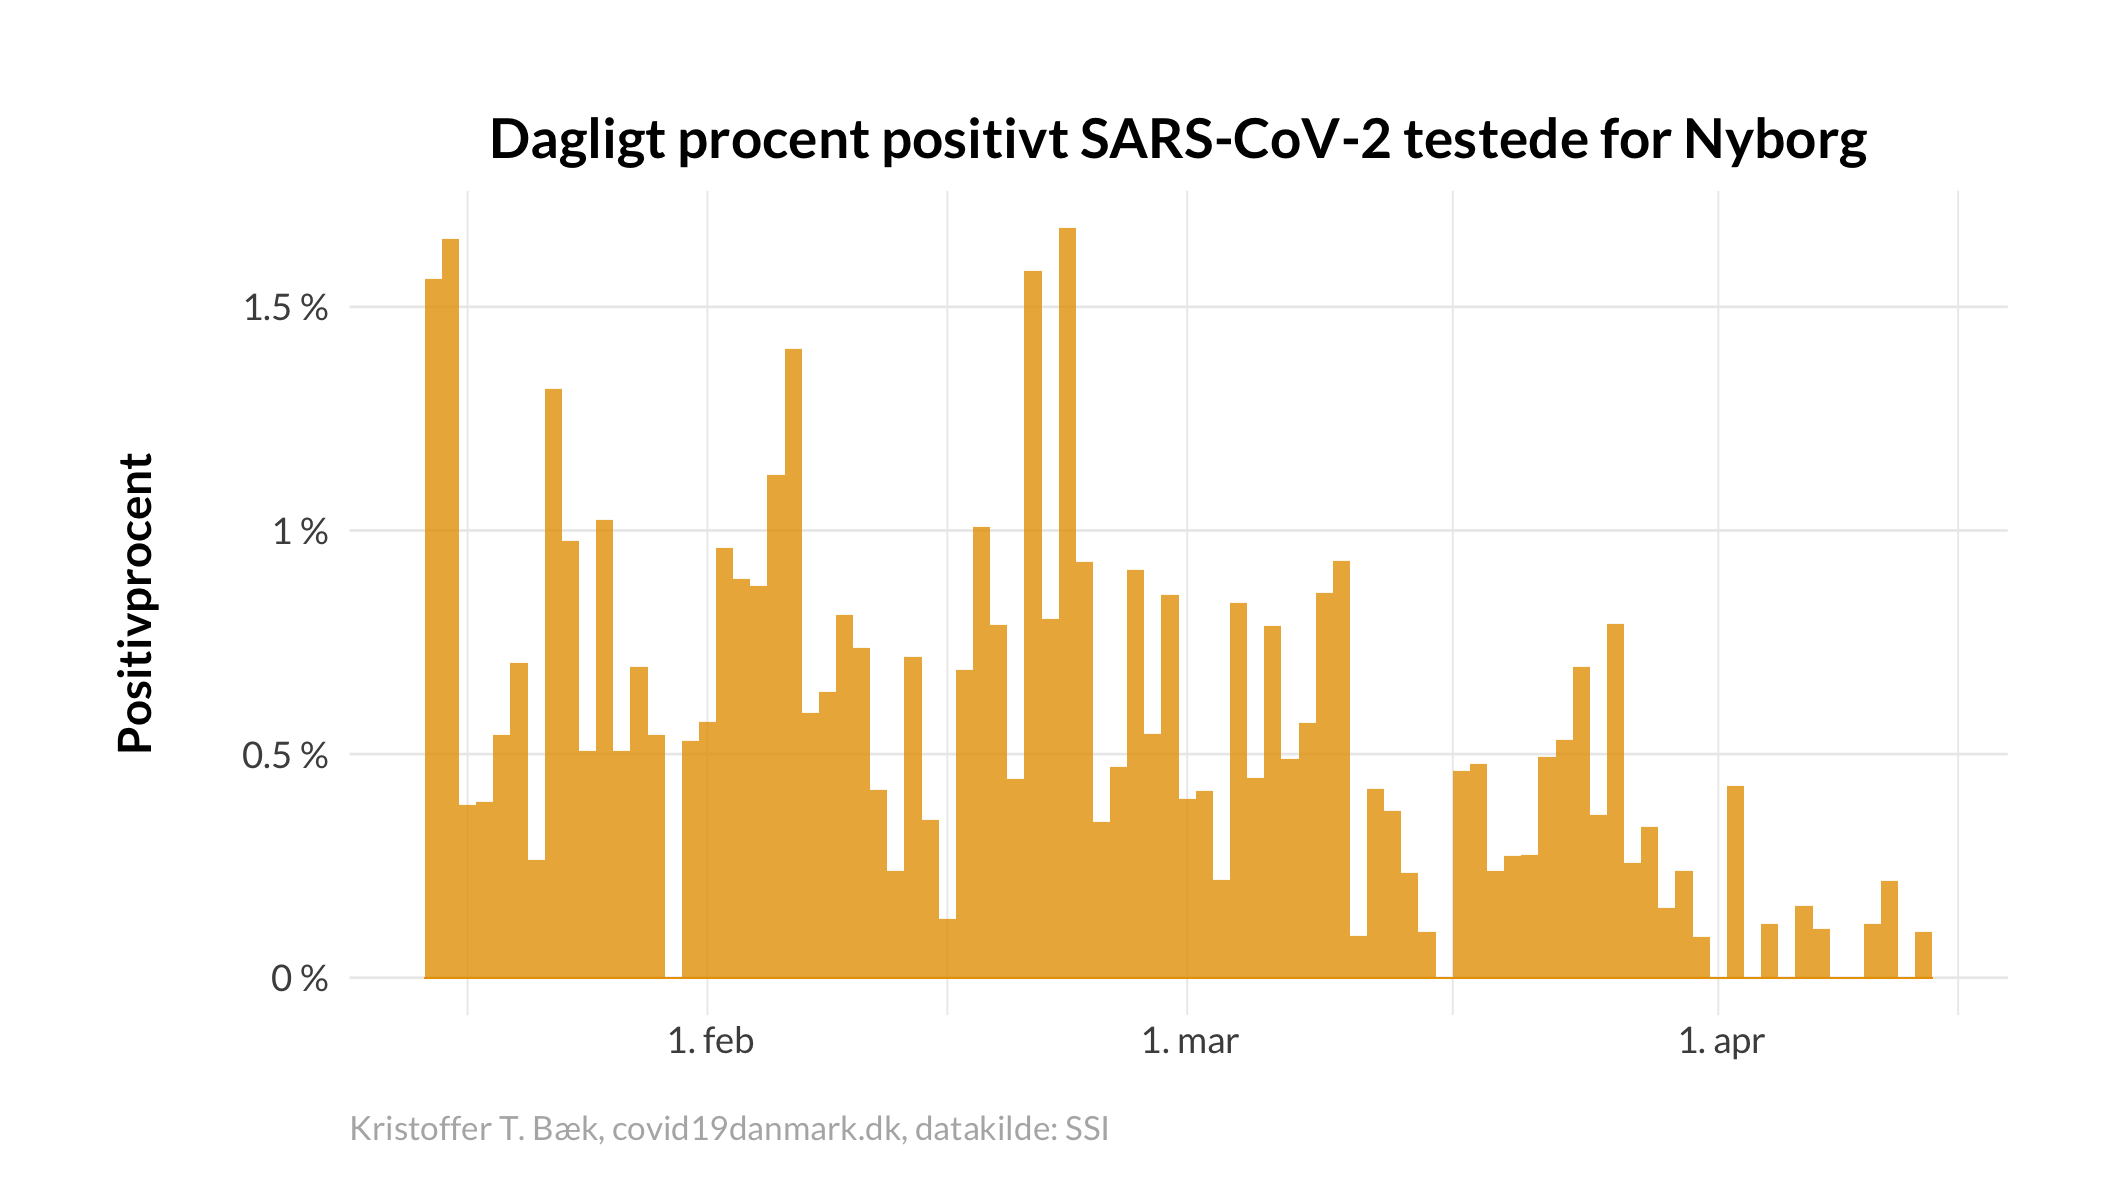 Dagligt procent positivt SARS-CoV-2 testede for Nyborg
Positivprocent
1.5 %
1 %
0.5 %
0 %
1. feb
1. mar
1. apr
Kristoffer T. Bæk, covid19danmark.dk, datakilde: SSI